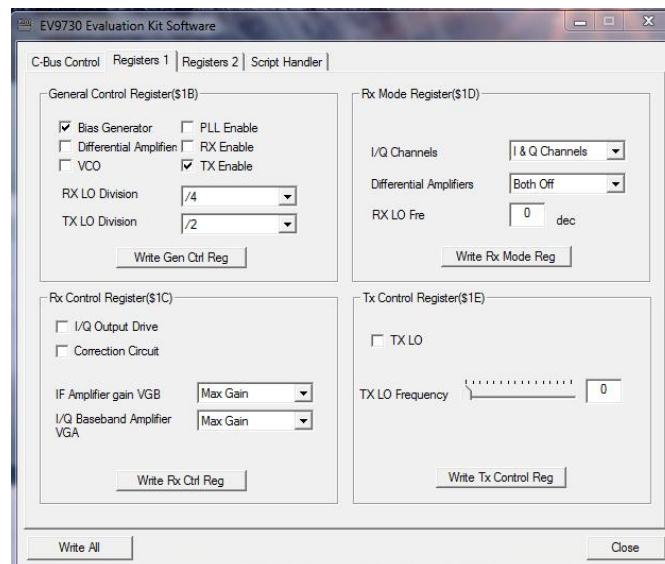 EV9730 Evaluation Kit Software
C-Bus Control Registers 1 Registers 2 Script Handler
General Control Register($1B)
Bias Generator PLL Enable
Differential Amplifien RX Enable
VCO TX Enable
RX LO Division /4
TX LO Division /2
Write Gen Ctrl Reg
Rx Mode Register($1D)
I/Q Channels I & Q Channels
Differential Amplifiers Both Off
RX LO Fre 0 dec
Write Rx Mode Reg
Rx Control Register($1C)
I/Q Output Drive
Correction Circuit
IF Amplifier gain VGB Max Gain
I/Q Baseband Amplifier Max Gain
VGA
Write Rx Ctrl Reg
Tx Control Register($1E)
TX LO
TX LO Frequency 0
Write Tx Control Reg
Write All Close